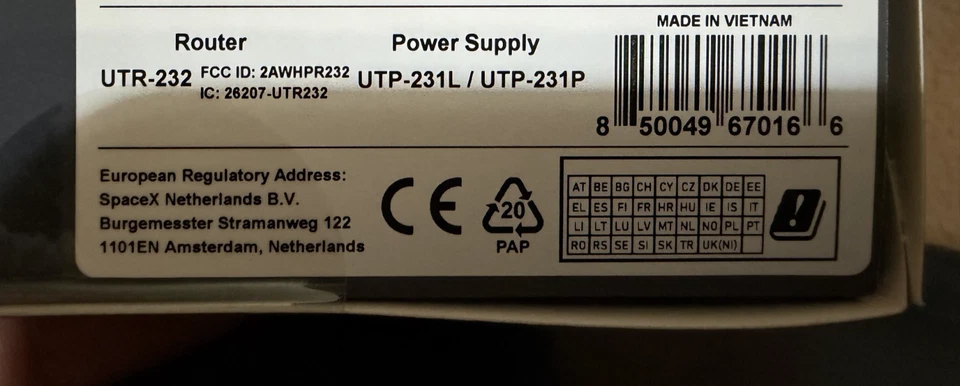 MADE IN VIETNAM
Router
UTR-232 FCC ID: 2AWHPR232
IC: 26207-UTR232
Power Supply
UTP-231L / UTP-231P
8 50049 67016 6
European Regulatory Address:
SpaceX Netherlands B.V.
Burgemesster Stramanweg 122
1101EN Amsterdam, Netherlands
CE
20
PAP
AT BE BG CH CY CZ DK DE EE
EL ES FI FR HR HU IE IS IT
LI LT LU LV MT NL NO PL PT
RO RS SE SI SK TR UK(NI)
!